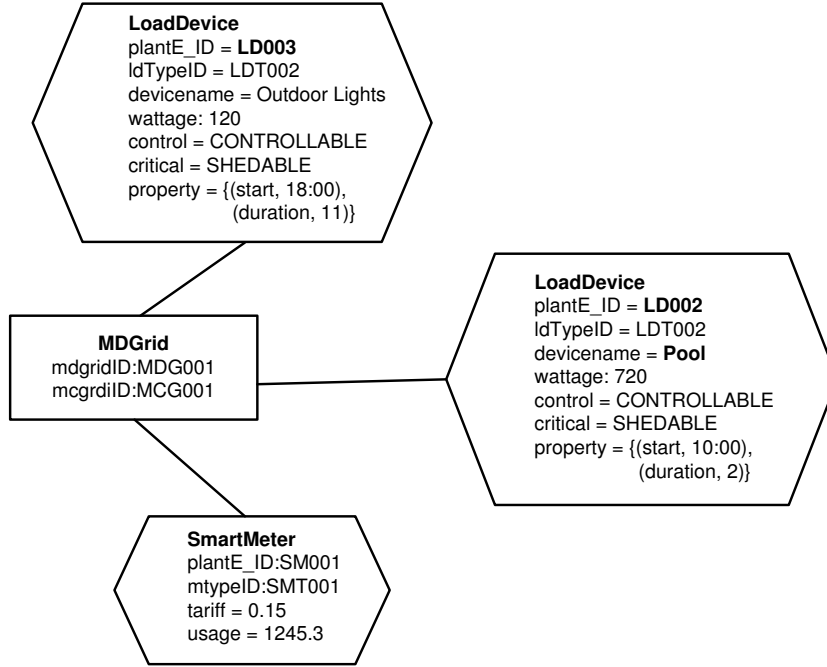 LoadDevice
plantE_ID = LD003
ldTypeID = LDT002
devicename = Outdoor Lights
wattage: 120
control = CONTROLLABLE
critical = SHEDABLE
property = {(start, 18:00),
(duration, 11)}
LoadDevice
plantE_ID = LD002
ldTypeID = LDT002
devicename = Pool
wattage: 720
control = CONTROLLABLE
critical = SHEDABLE
property = {(start, 10:00),
(duration, 2)}
MDGrid
mdgridID:MDG001
mcgrdiID:MCG001
SmartMeter
plantE_ID:SM001
mtypeID:SMT001
tariff = 0.15
usage = 1245.3